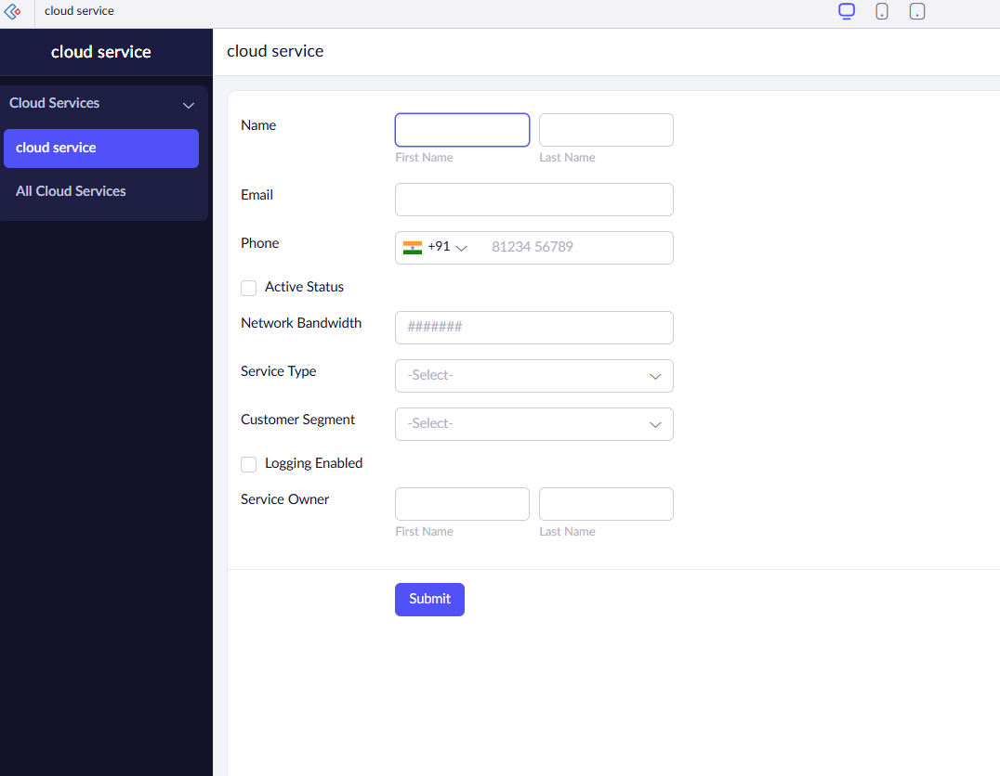 cloud service
cloud service
cloud service
Cloud Services
cloud service
All Cloud Services
Name
First Name
Last Name
Email
Phone
+91
81234 56789
Active Status
Network Bandwidth
#######
Service Type
-Select-
Customer Segment
-Select-
Logging Enabled
Service Owner
First Name
Last Name
Submit